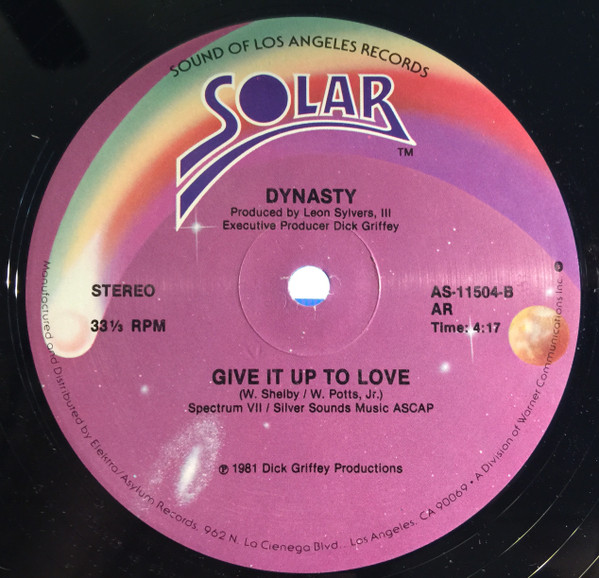 SOUND OF LOS ANGELES RECORDS
SOLAR
TM
DYNASTY
Produced by Leon Sylvers, III
Executive Producer Dick Griffey
STEREO
33⅓ RPM
AS-11504-B
AR
Time: 4:17
GIVE IT UP TO LOVE
(W. Shelby / W. Potts, Jr.)
Spectrum VII / Silver Sounds Music ASCAP
℗ 1981 Dick Griffey Productions
Manufactured and Distributed by Elektra/Asylum Records, 962 N. La Cienega Blvd., Los Angeles, CA 90069 • A Division of Warner Communications Inc.